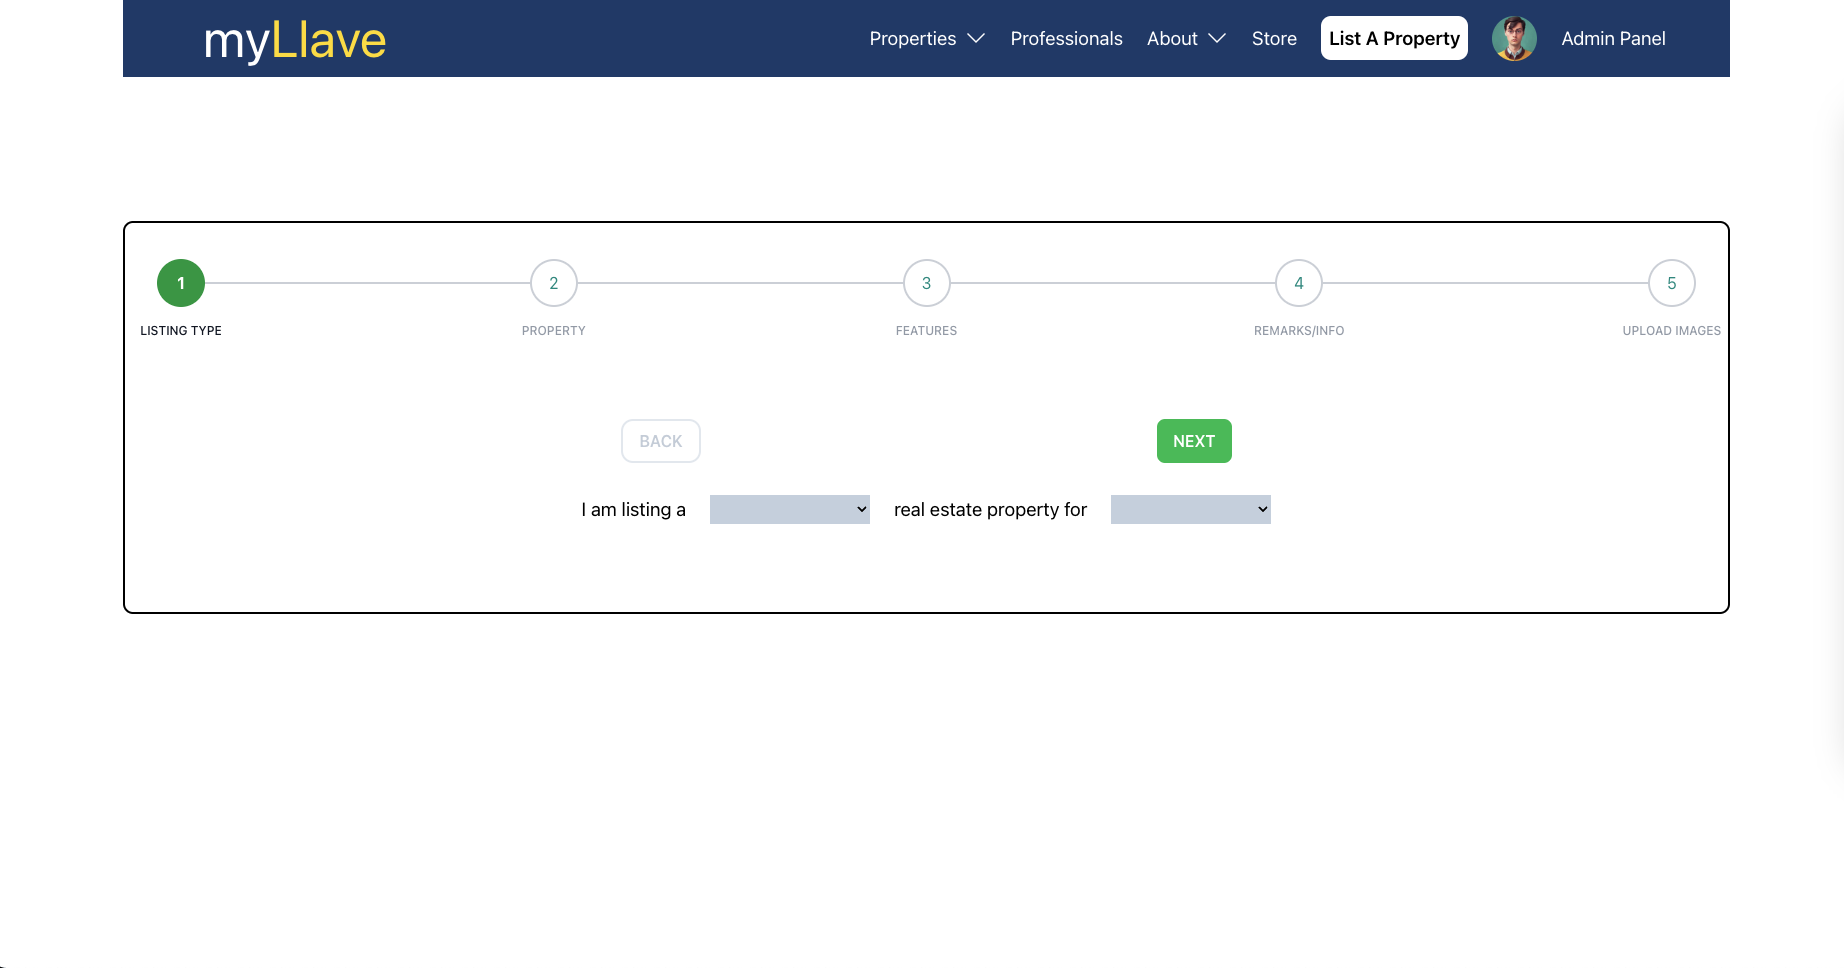 myLlave
Properties Professionals About Store List A Property Admin Panel
1 2 3 4 5
LISTING TYPE PROPERTY FEATURES REMARKS/INFO UPLOAD IMAGES
BACK NEXT
I am listing a real estate property for